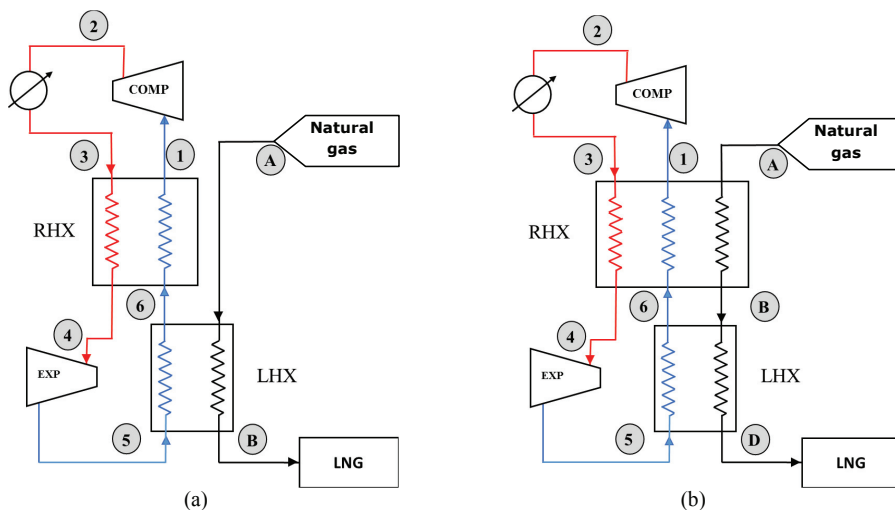 2
COMP
Natural
gas
A
3
1
RHX
6
4
EXP
LHX
5
B
LNG
(a)
2
COMP
Natural
gas
A
3
1
RHX
6
B
4
EXP
LHX
5
D
LNG
(b)